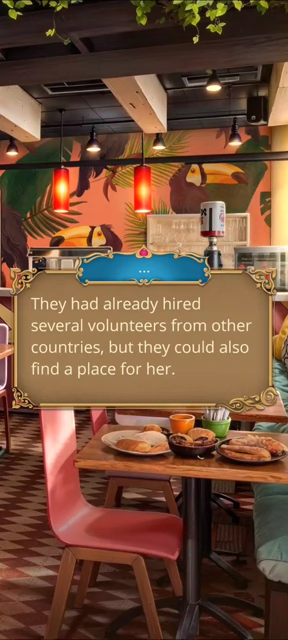 ...
They had already hired
several volunteers from other
countries, but they could also
find a place for her.